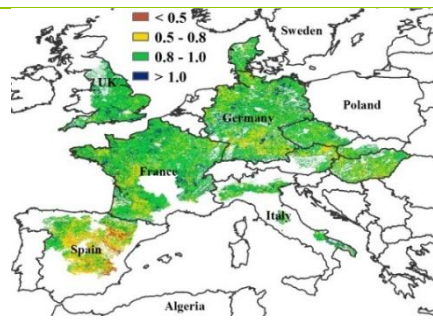 < 0.5
0.5 - 0.8
0.8 - 1.0
> 1.0
Sweden
UK
Poland
Germany
France
Italy
Spain
Algeria